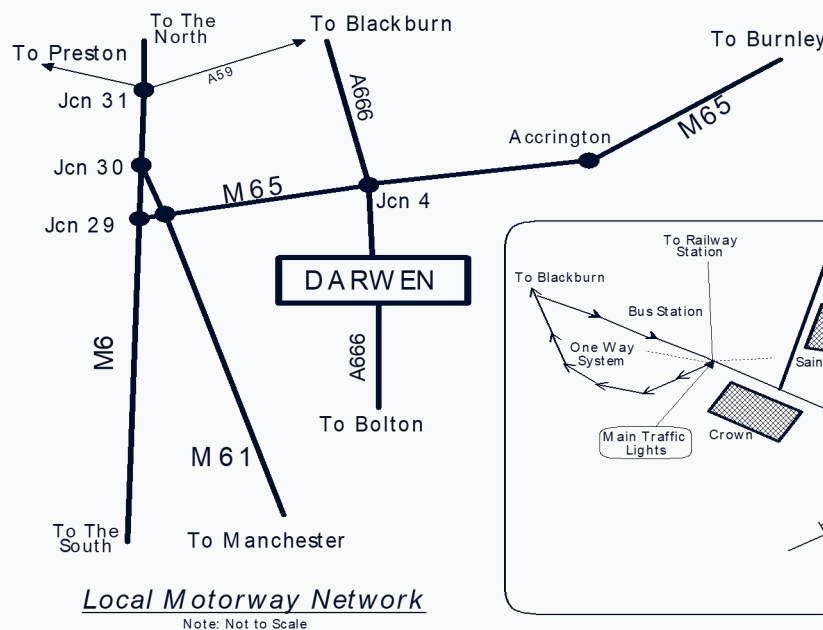 To The
North
To Preston
A59
To Blackburn
To Burnley
Jcn 31
A666
Accrington
M65
Jcn 30
M65
Jcn 4
Jcn 29
DARWEN
M6
A666
To Bolton
M61
To The
South
To Manchester
Local Motorway Network
Note: Not to Scale
To Railway
Station
To Blackburn
Bus Station
One Way
System
Sain
Crown
Main Traffic
Lights